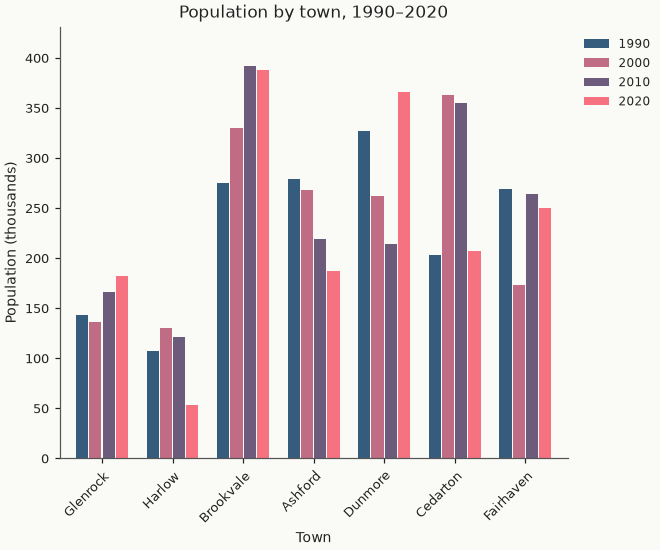 Population by town, 1990–2020
1990
2000
2010
2020
Population (thousands)
400
350
300
250
200
150
100
50
0
Glenrock
Harlow
Brookvale
Ashford
Dunmore
Cedarton
Fairhaven
Town